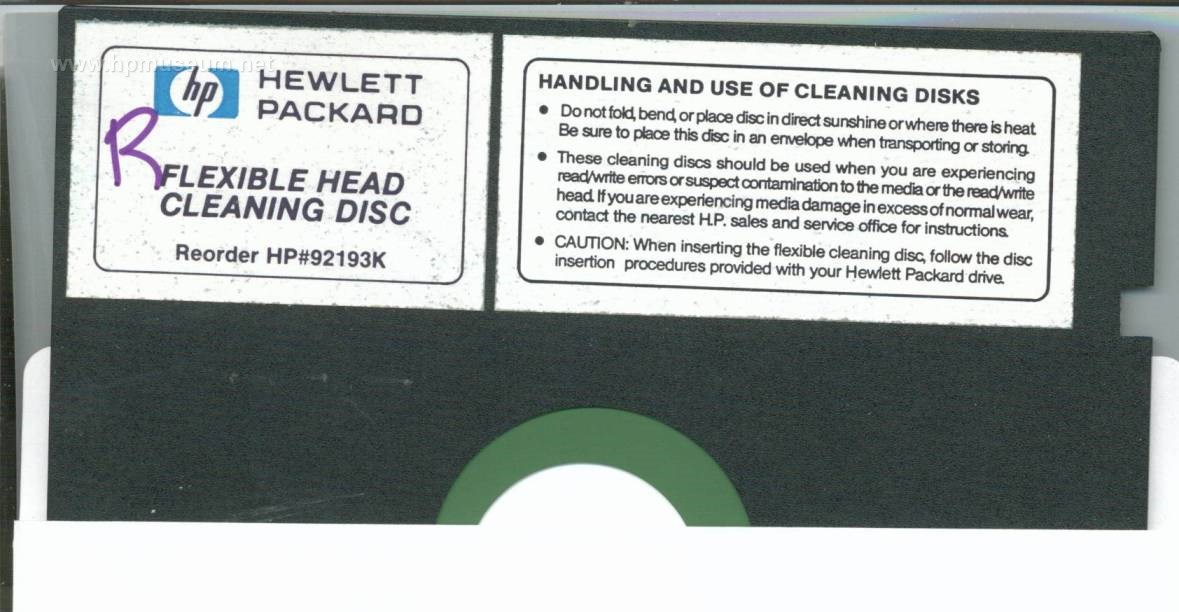 www.hpmuseum.net
hp HEWLETT
PACKARD
R
FLEXIBLE HEAD
CLEANING DISC
Reorder HP#92193K
HANDLING AND USE OF CLEANING DISKS
• Do not fold, bend, or place disc in direct sunshine or where there is heat.
Be sure to place this disc in an envelope when transporting or storing.
• These cleaning discs should be used when you are experiencing
read/write errors or suspect contamination to the media or the read/write
head. If you are experiencing media damage in excess of normal wear,
contact the nearest H.P. sales and service office for instructions.
• CAUTION: When inserting the flexible cleaning disc, follow the disc
insertion procedures provided with your Hewlett Packard drive.